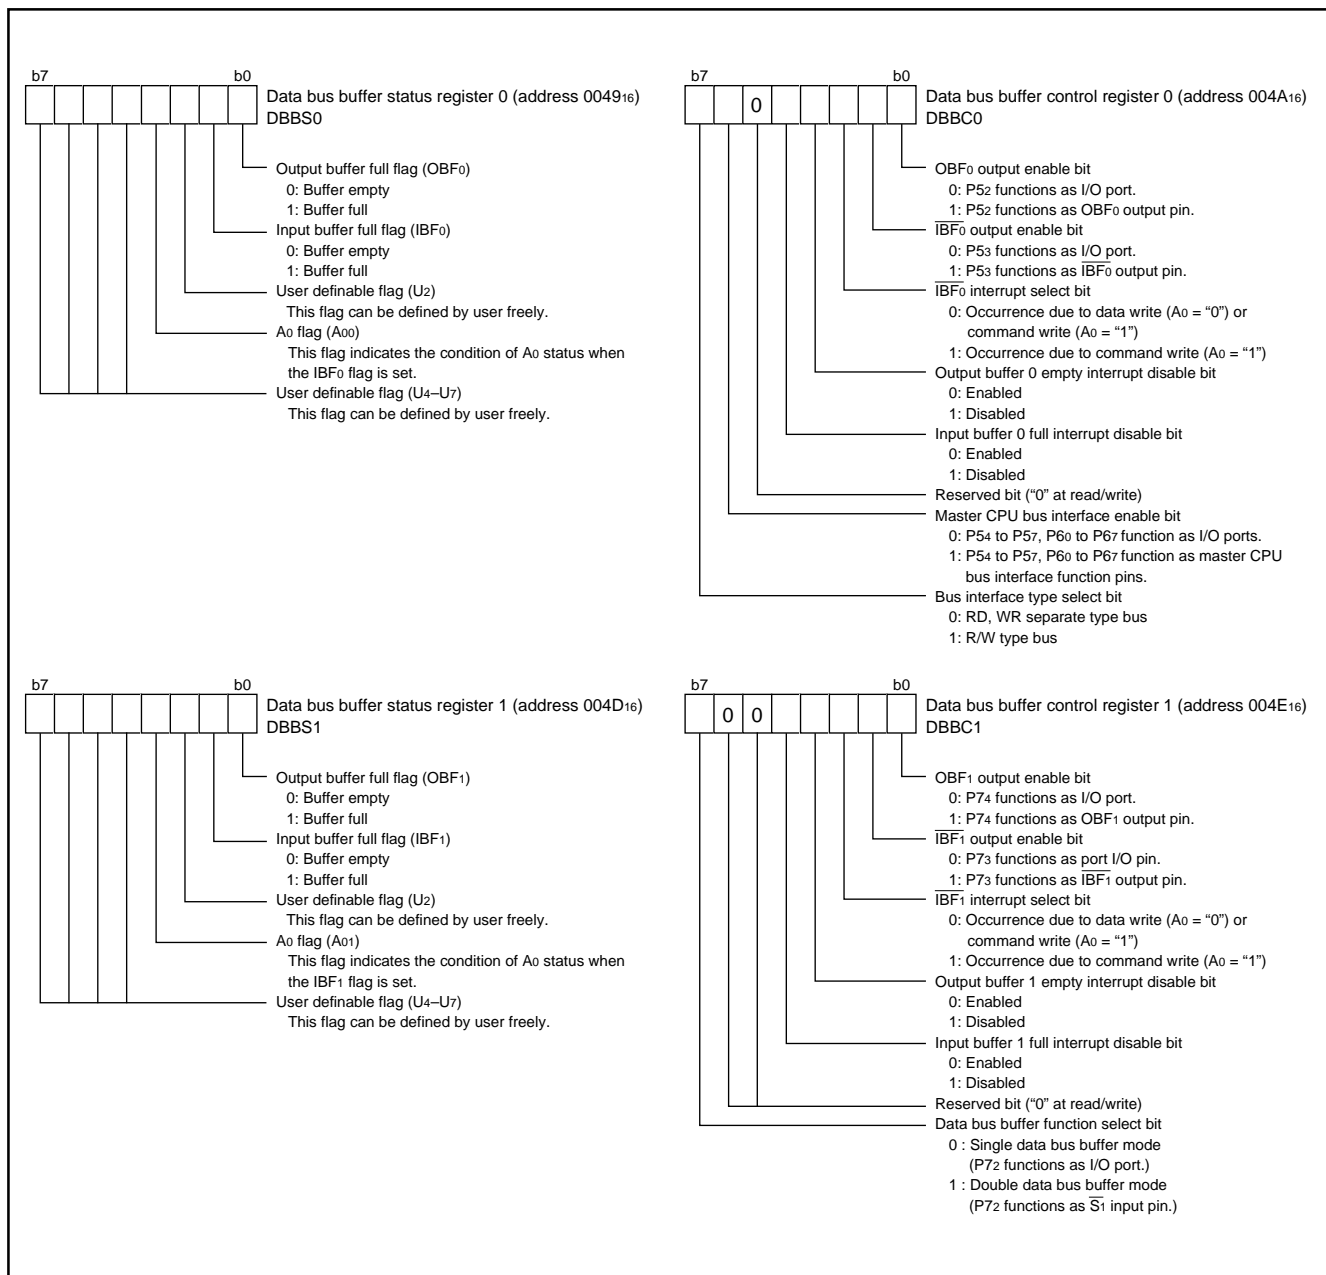 b7 b0
Data bus buffer status register 0 (address 004916)
DBBS0
Output buffer full flag (OBF0)
0: Buffer empty
1: Buffer full
Input buffer full flag (IBF0)
0: Buffer empty
1: Buffer full
User definable flag (U2)
This flag can be defined by user freely.
A0 flag (A00)
This flag indicates the condition of A0 status when
the IBF0 flag is set.
User definable flag (U4–U7)
This flag can be defined by user freely.
b7 b0
0
Data bus buffer control register 0 (address 004A16)
DBBC0
OBF0 output enable bit
0: P52 functions as I/O port.
1: P52 functions as OBF0 output pin.
IBF0 output enable bit
0: P53 functions as I/O port.
1: P53 functions as IBF0 output pin.
IBF0 interrupt select bit
0: Occurrence due to data write (A0 = “0”) or
command write (A0 = “1”)
1: Occurrence due to command write (A0 = “1”)
Output buffer 0 empty interrupt disable bit
0: Enabled
1: Disabled
Input buffer 0 full interrupt disable bit
0: Enabled
1: Disabled
Reserved bit (“0” at read/write)
Master CPU bus interface enable bit
0: P54 to P57, P60 to P67 function as I/O ports.
1: P54 to P57, P60 to P67 function as master CPU
bus interface function pins.
Bus interface type select bit
0: RD, WR separate type bus
1: R/W type bus
b7 b0
Data bus buffer status register 1 (address 004D16)
DBBS1
Output buffer full flag (OBF1)
0: Buffer empty
1: Buffer full
Input buffer full flag (IBF1)
0: Buffer empty
1: Buffer full
User definable flag (U2)
This flag can be defined by user freely.
A0 flag (A01)
This flag indicates the condition of A0 status when
the IBF1 flag is set.
User definable flag (U4–U7)
This flag can be defined by user freely.
b7 b0
0 0
Data bus buffer control register 1 (address 004E16)
DBBC1
OBF1 output enable bit
0: P74 functions as I/O port.
1: P74 functions as OBF1 output pin.
IBF1 output enable bit
0: P73 functions as port I/O pin.
1: P73 functions as IBF1 output pin.
IBF1 interrupt select bit
0: Occurrence due to data write (A0 = “0”) or
command write (A0 = “1”)
1: Occurrence due to command write (A0 = “1”)
Output buffer 1 empty interrupt disable bit
0: Enabled
1: Disabled
Input buffer 1 full interrupt disable bit
0: Enabled
1: Disabled
Reserved bit (“0” at read/write)
Data bus buffer function select bit
0 : Single data bus buffer mode
(P72 functions as I/O port.)
1 : Double data bus buffer mode
(P72 functions as S1 input pin.)